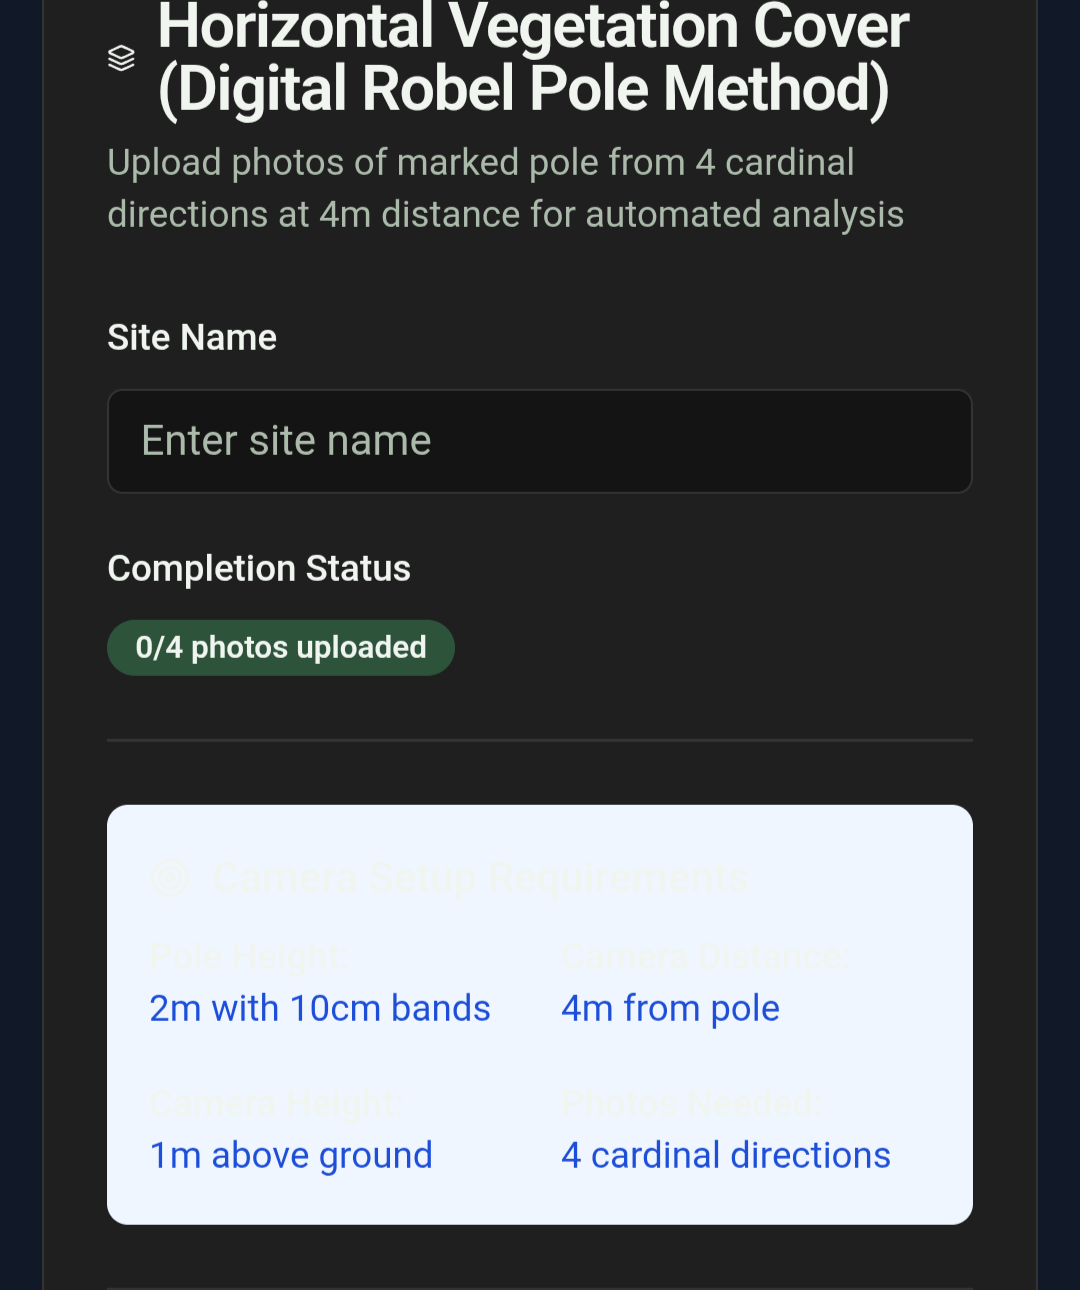 Horizontal Vegetation Cover
(Digital Robel Pole Method)
Upload photos of marked pole from 4 cardinal
directions at 4m distance for automated analysis
Site Name
Enter site name
Completion Status
0/4 photos uploaded
Camera Setup Requirements
Pole Height:
2m with 10cm bands
Camera Distance:
4m from pole
Camera Height:
1m above ground
Photos Needed:
4 cardinal directions